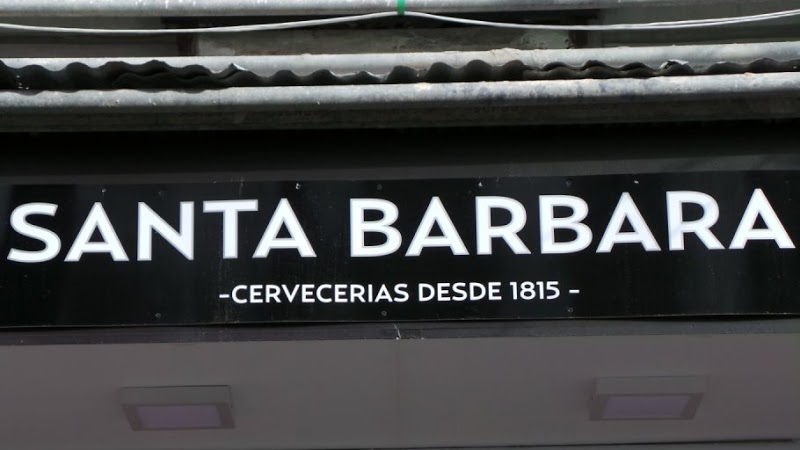 SANTA BARBARA
-CERVECERIAS DESDE 1815 -